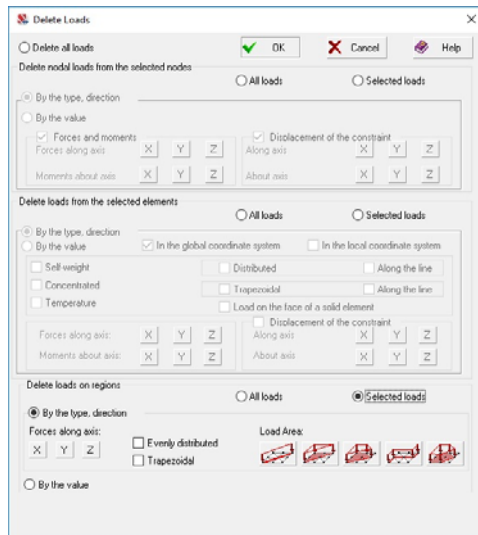 Delete Loads
Delete all loads OK Cancel Help
Delete nodal loads from the selected nodes
All loads Selected loads
By the type, direction
By the value
Forces and moments Displacement of the constraint
Forces along axis X Y Z Along axis X Y Z
Moments about axis X Y Z About axis X Y Z
Delete loads from the selected elements
All loads Selected loads
By the type, direction
By the value In the global coordinate system In the local coordinate system
Self-weight Distributed Along the line
Concentrated Trapezoidal Along the line
Temperature Load on the face of a solid element
Displacement of the constraint
Forces along axis: X Y Z Along axis X Y Z
Moments about axis: X Y Z About axis X Y Z
Delete loads on regions
All loads Selected loads
By the type, direction
Forces along axis: Load Area:
X Y Z Evenly distributed
Trapezoidal
By the value